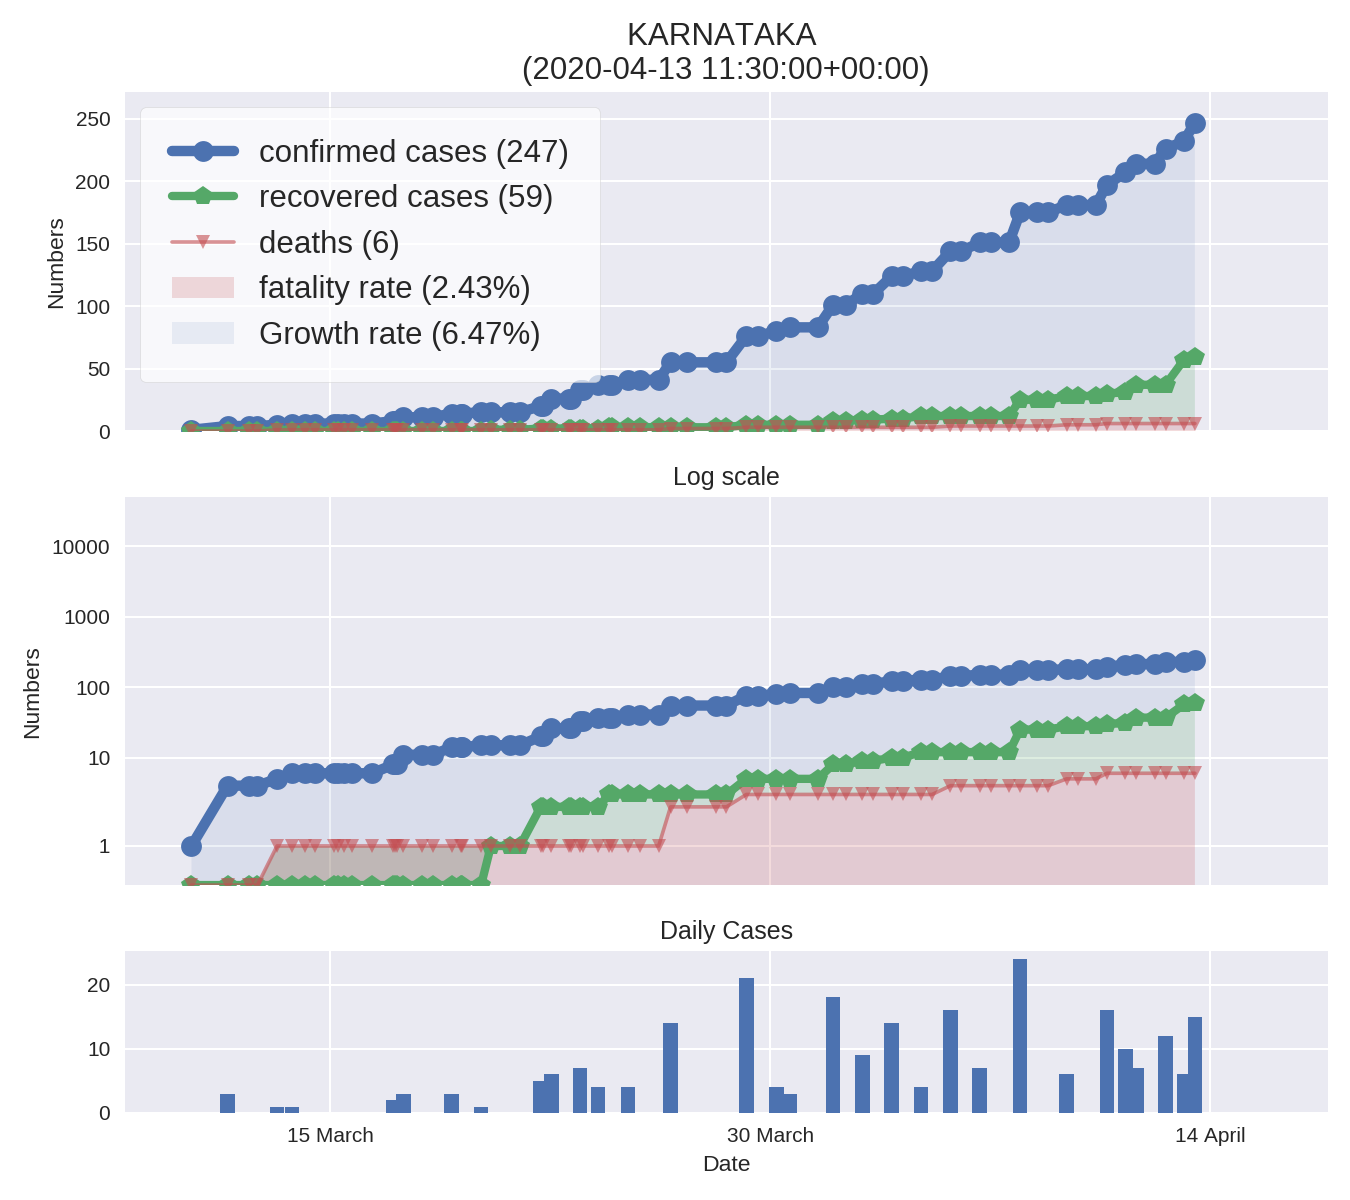 KARNATAKA
(2020-04-13 11:30:00+00:00)
250
200
150
100
50
0
Numbers
confirmed cases (247)
recovered cases (59)
deaths (6)
fatality rate (2.43%)
Growth rate (6.47%)
Log scale
10000
1000
100
10
1
Numbers
Daily Cases
20
10
0
15 March
30 March
14 April
Date